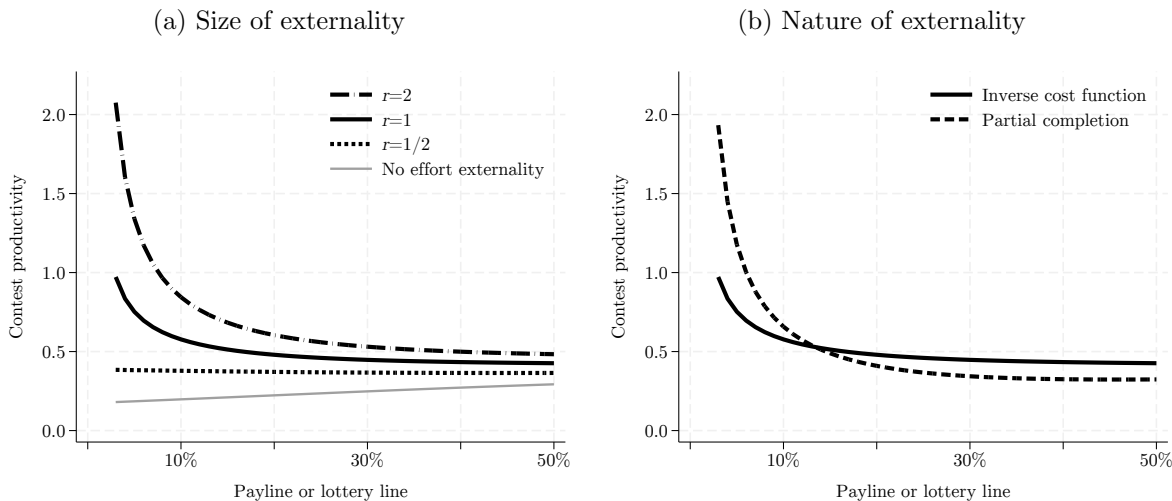 (a) Size of externality
Contest productivity
2.0
1.5
1.0
0.5
0.0
r=2
r=1
r=1/2
No effort externality
10%
30%
50%
Payline or lottery line
(b) Nature of externality
Contest productivity
2.0
1.5
1.0
0.5
0.0
Inverse cost function
Partial completion
10%
30%
50%
Payline or lottery line